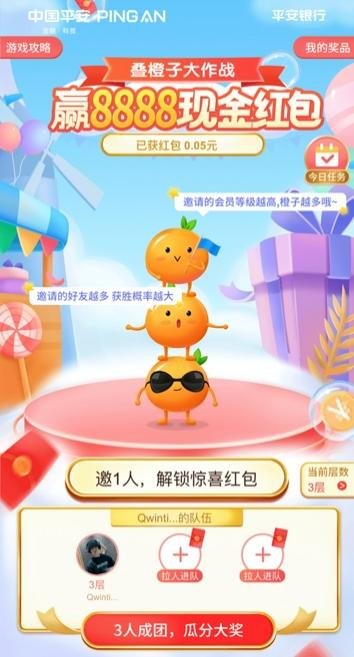 中国平安 PING AN
金融·科技
平安银行
游戏攻略
我的奖品
叠橙子大作战
赢8888现金红包
已获红包 0.05元
今日任务
邀请的会员等级越高,橙子越多哦~
邀请的好友越多 获胜概率越大
邀1人，解锁惊喜红包
当前层数
3层
Qwinti...的队伍
拉人进队
拉人进队
3层
Qwinti...
3人成团，瓜分大奖